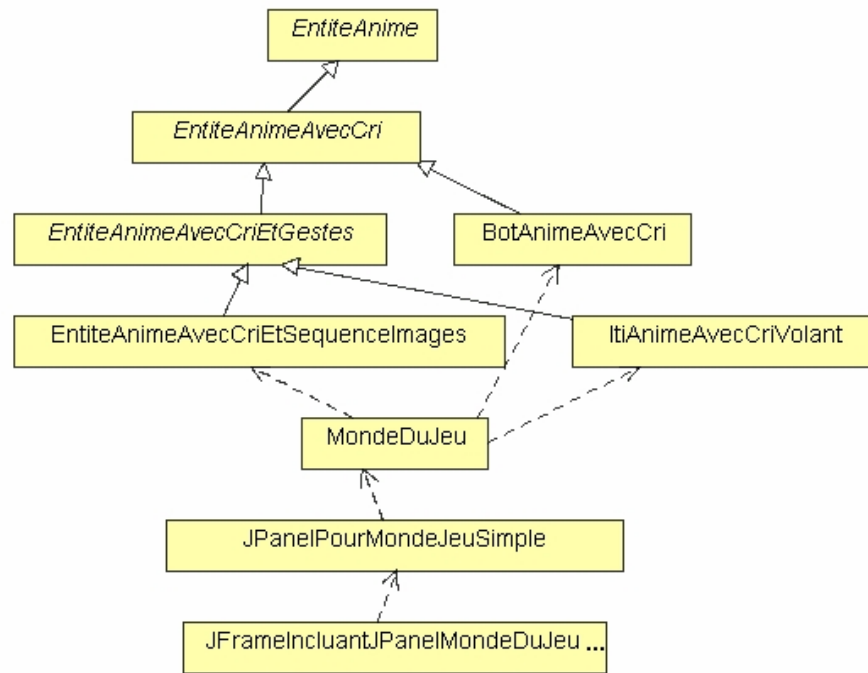 EntiteAnime
EntiteAnimeAvecCri
EntiteAnimeAvecCriEtGestes
BotAnimeAvecCri
EntiteAnimeAvecCriEtSequenceImages
ItiAnimeAvecCriVolant
MondeDuJeu
JPanelPourMondeJeuSimple
JFrameIncluantJPanelMondeDuJeu ...